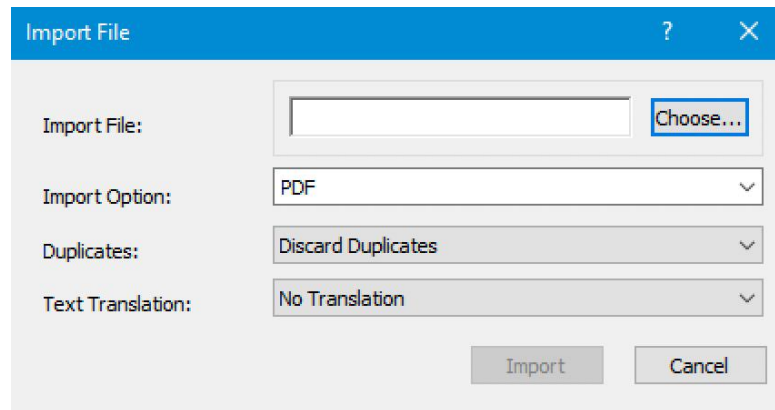 Import File ?
Import File: Choose...
Import Option: PDF
Duplicates: Discard Duplicates
Text Translation: No Translation
Import Cancel